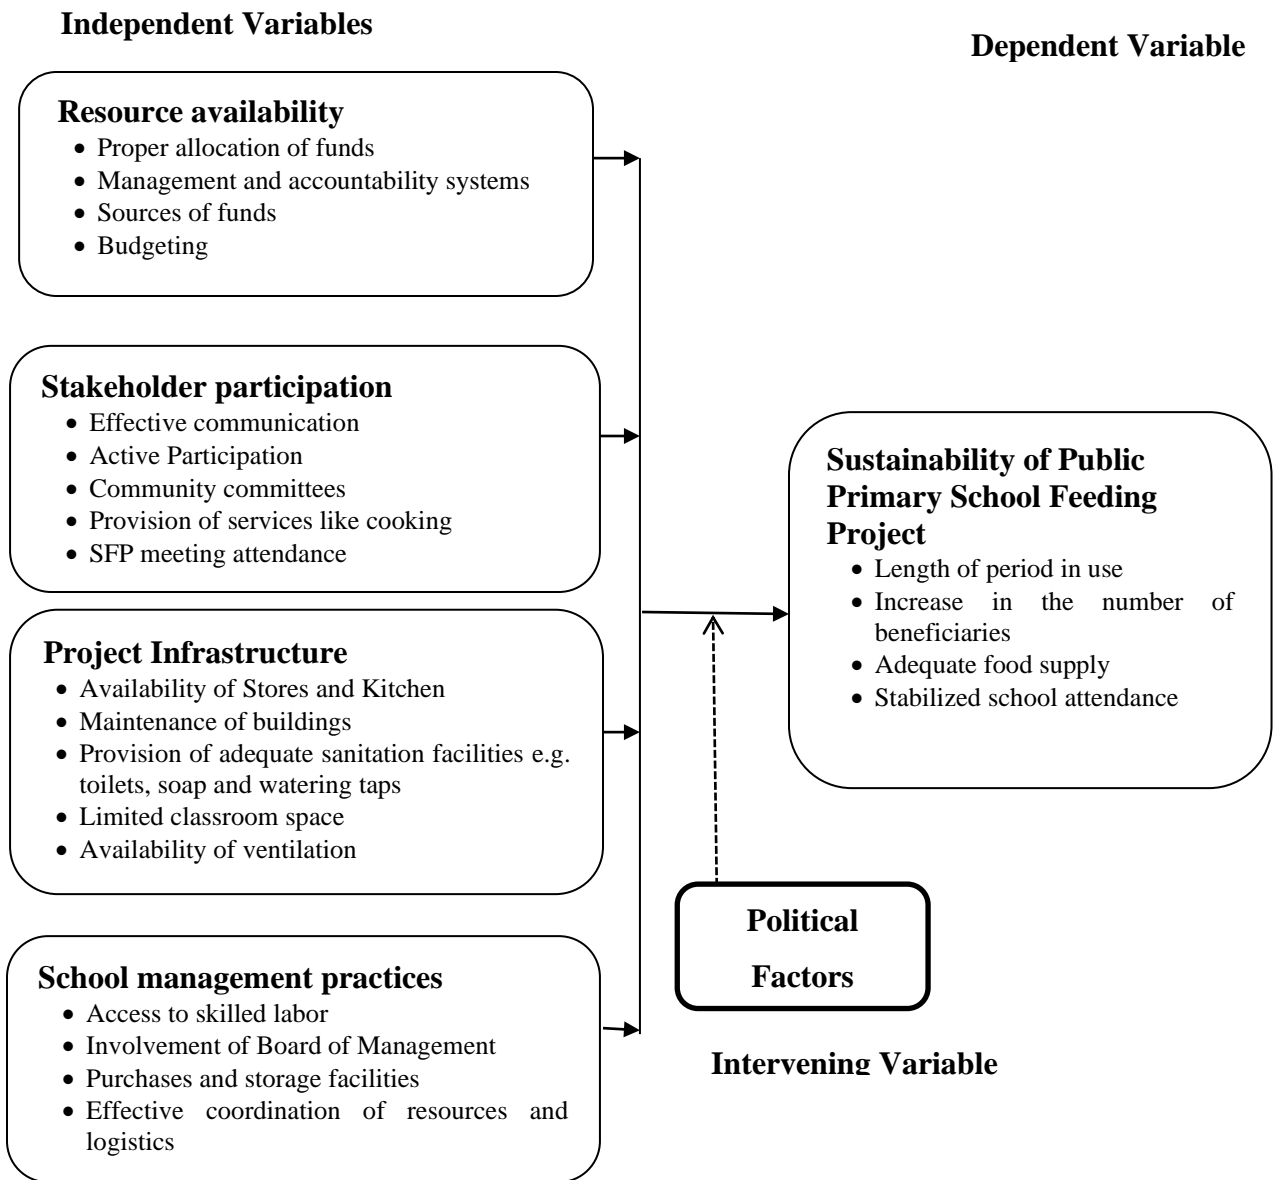 Independent Variables
Dependent Variable
Resource availability
• Proper allocation of funds
• Management and accountability systems
• Sources of funds
• Budgeting
Stakeholder participation
• Effective communication
• Active Participation
• Community committees
• Provision of services like cooking
• SFP meeting attendance
Project Infrastructure
• Availability of Stores and Kitchen
• Maintenance of buildings
• Provision of adequate sanitation facilities e.g.
toilets, soap and watering taps
• Limited classroom space
• Availability of ventilation
School management practices
• Access to skilled labor
• Involvement of Board of Management
• Purchases and storage facilities
• Effective coordination of resources and
logistics
Sustainability of Public
Primary School Feeding
Project
• Length of period in use
• Increase in the number of
beneficiaries
• Adequate food supply
• Stabilized school attendance
Political
Factors
Intervening Variable